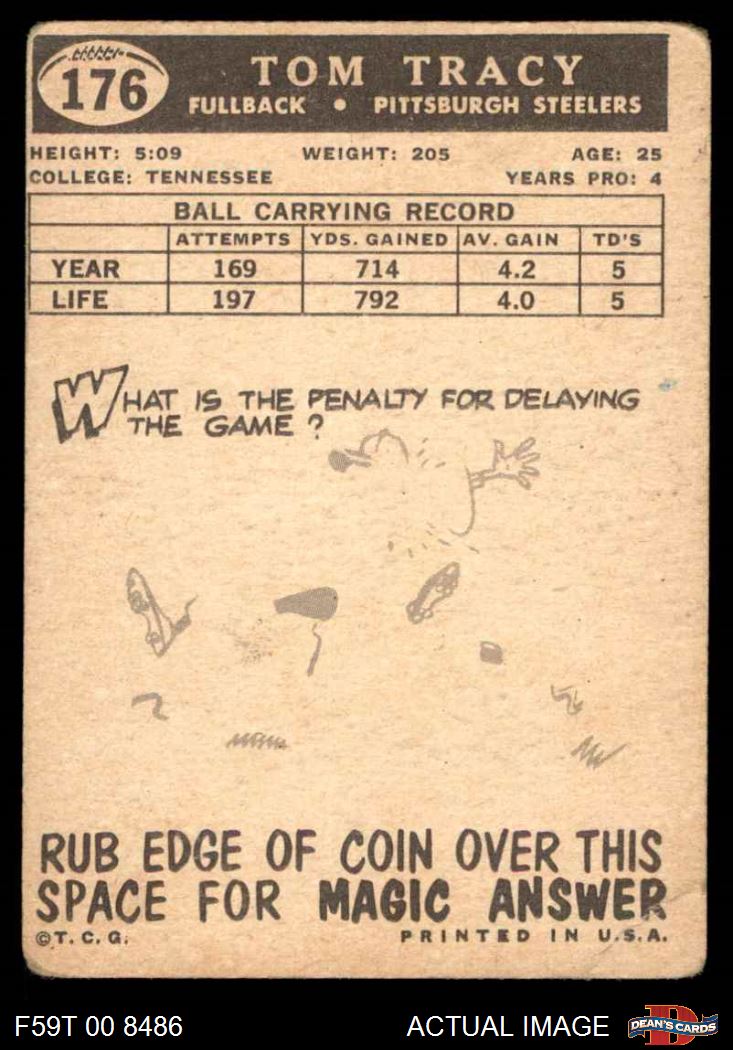 176
TOM TRACY
FULLBACK • PITTSBURGH STEELERS
HEIGHT: 5:09 WEIGHT: 205 AGE: 25
COLLEGE: TENNESSEE YEARS PRO: 4
BALL CARRYING RECORD
ATTEMPTS YDS. GAINED AV. GAIN TD'S
YEAR 169 714 4.2 5
LIFE 197 792 4.0 5
WHAT IS THE PENALTY FOR DELAYING
THE GAME ?
RUB EDGE OF COIN OVER THIS
SPACE FOR MAGIC ANSWER
©T. C. G. PRINTED IN U.S.A.
F59T 00 8486 ACTUAL IMAGE D DEAN'S CARDS